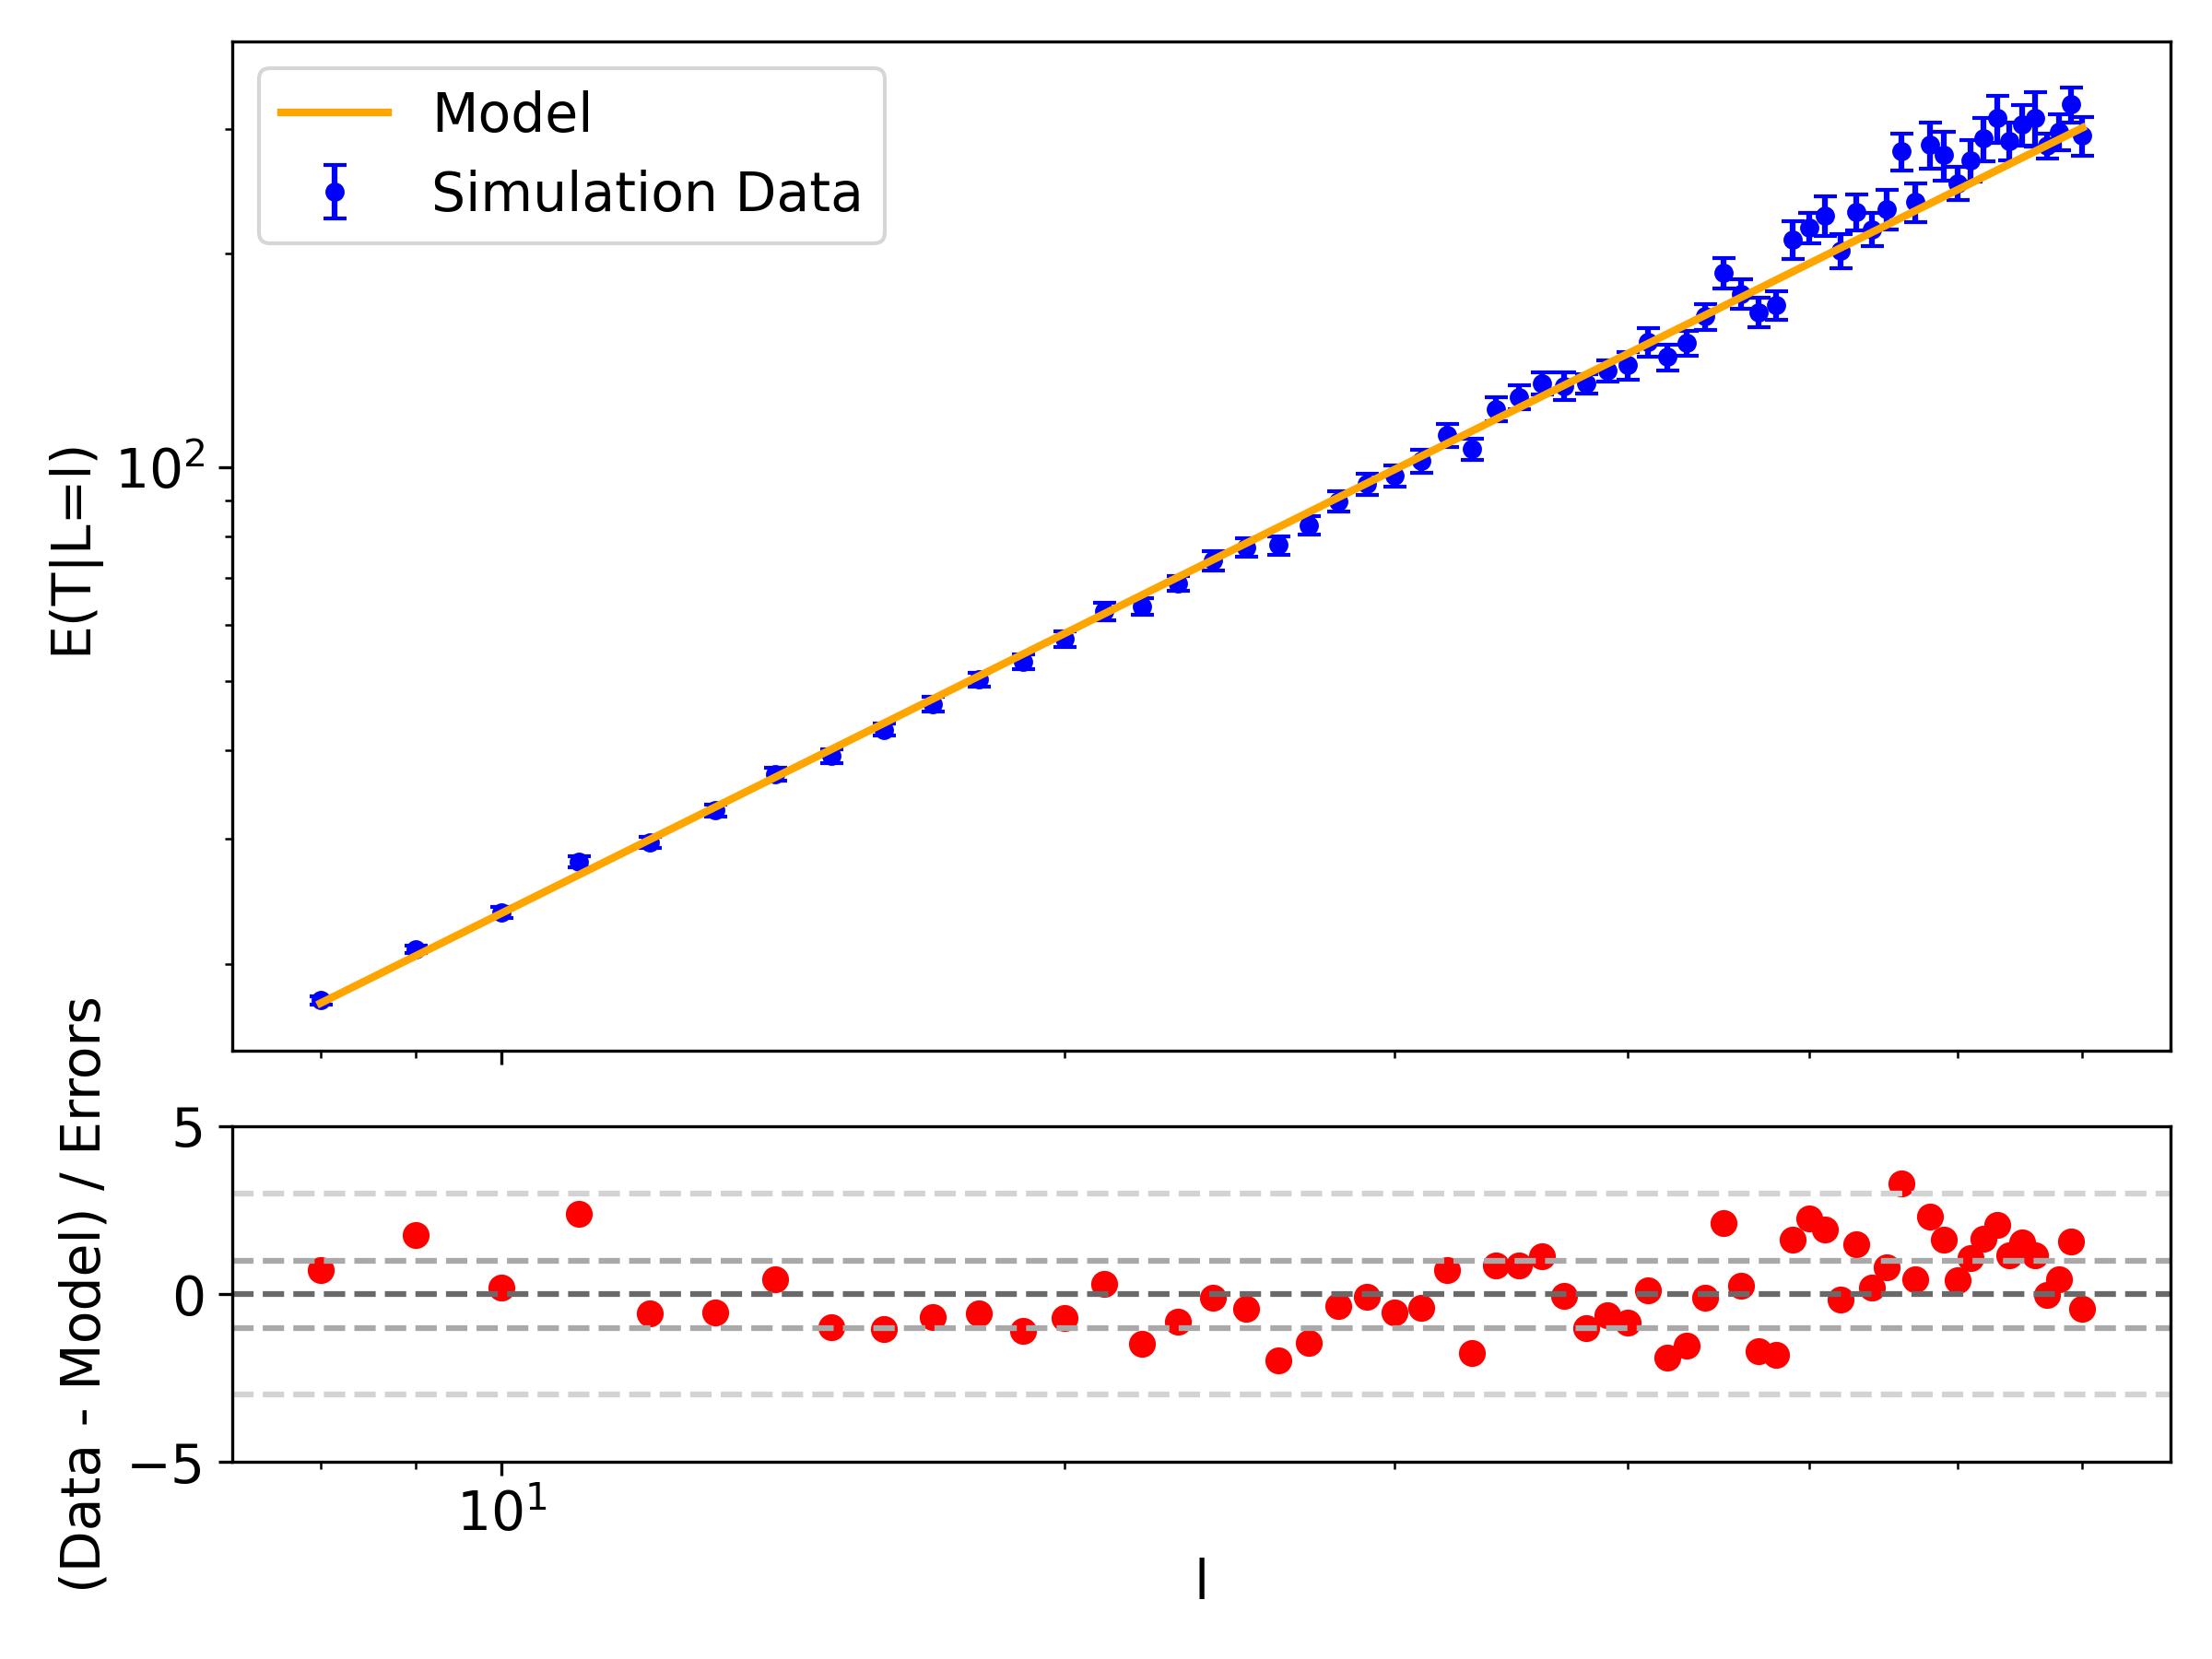 Model
Simulation Data
E(T|L=l)
10²
(Data - Model) / Errors
5
0
−5
10¹
l